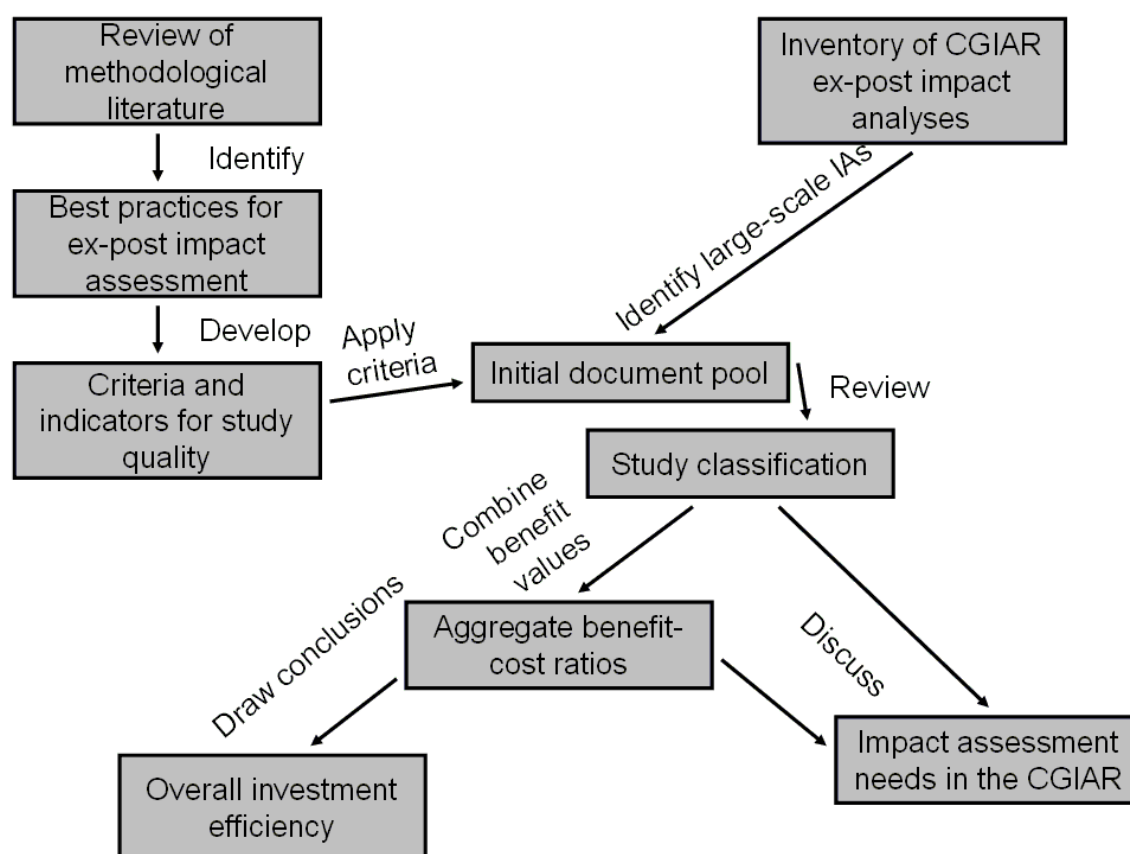 Review of
methodological
literature
Identify
Best practices for
ex-post impact
assessment
Develop
Criteria and
indicators for study
quality
Apply
criteria
Inventory of CGIAR
ex-post impact
analyses
Identify large-scale IAs
Initial document pool
Review
Study classification
Combine
benefit
values
Aggregate benefit-
cost ratios
Draw conclusions
Overall investment
efficiency
Discuss
Impact assessment
needs in the CGIAR